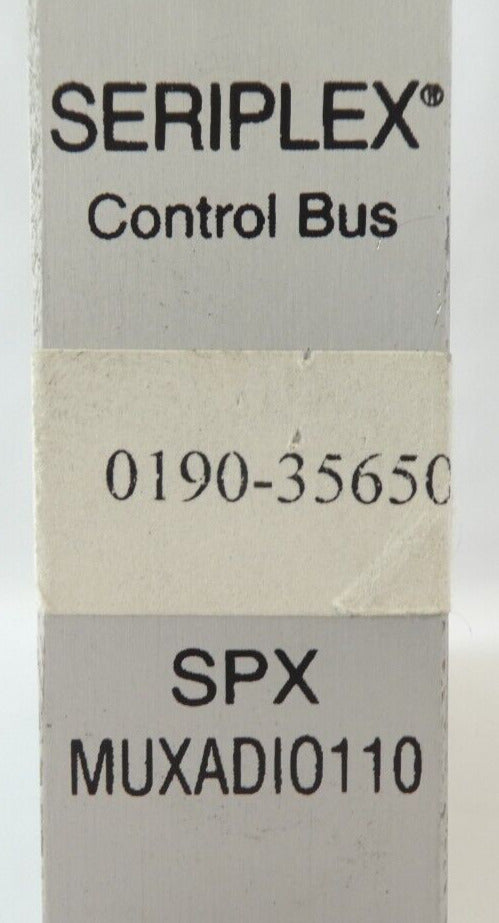 SERIPLEX®
Control Bus
0190-35650
SPX
MUXADIO110